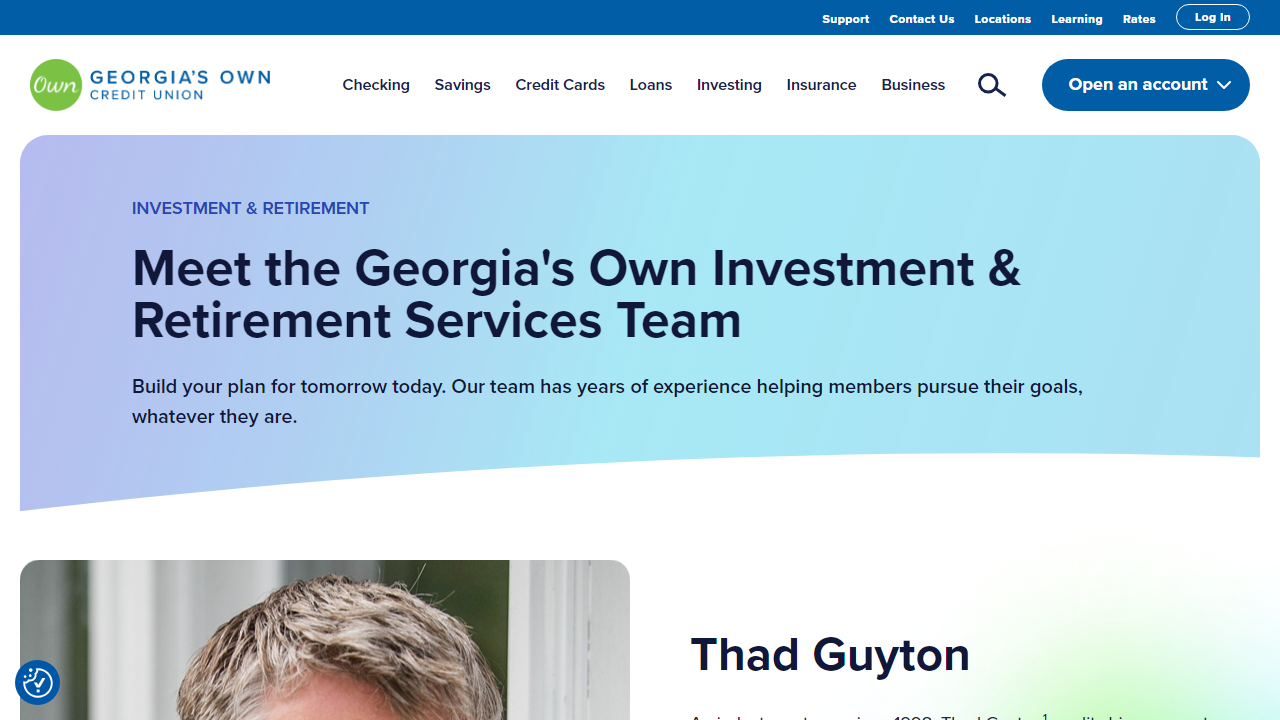 Support Contact Us Locations Learning Rates Log In
Own GEORGIA'S OWN
CREDIT UNION
Checking Savings Credit Cards Loans Investing Insurance Business Open an account
INVESTMENT & RETIREMENT
Meet the Georgia's Own Investment &
Retirement Services Team
Build your plan for tomorrow today. Our team has years of experience helping members pursue their goals,
whatever they are.
Thad Guyton